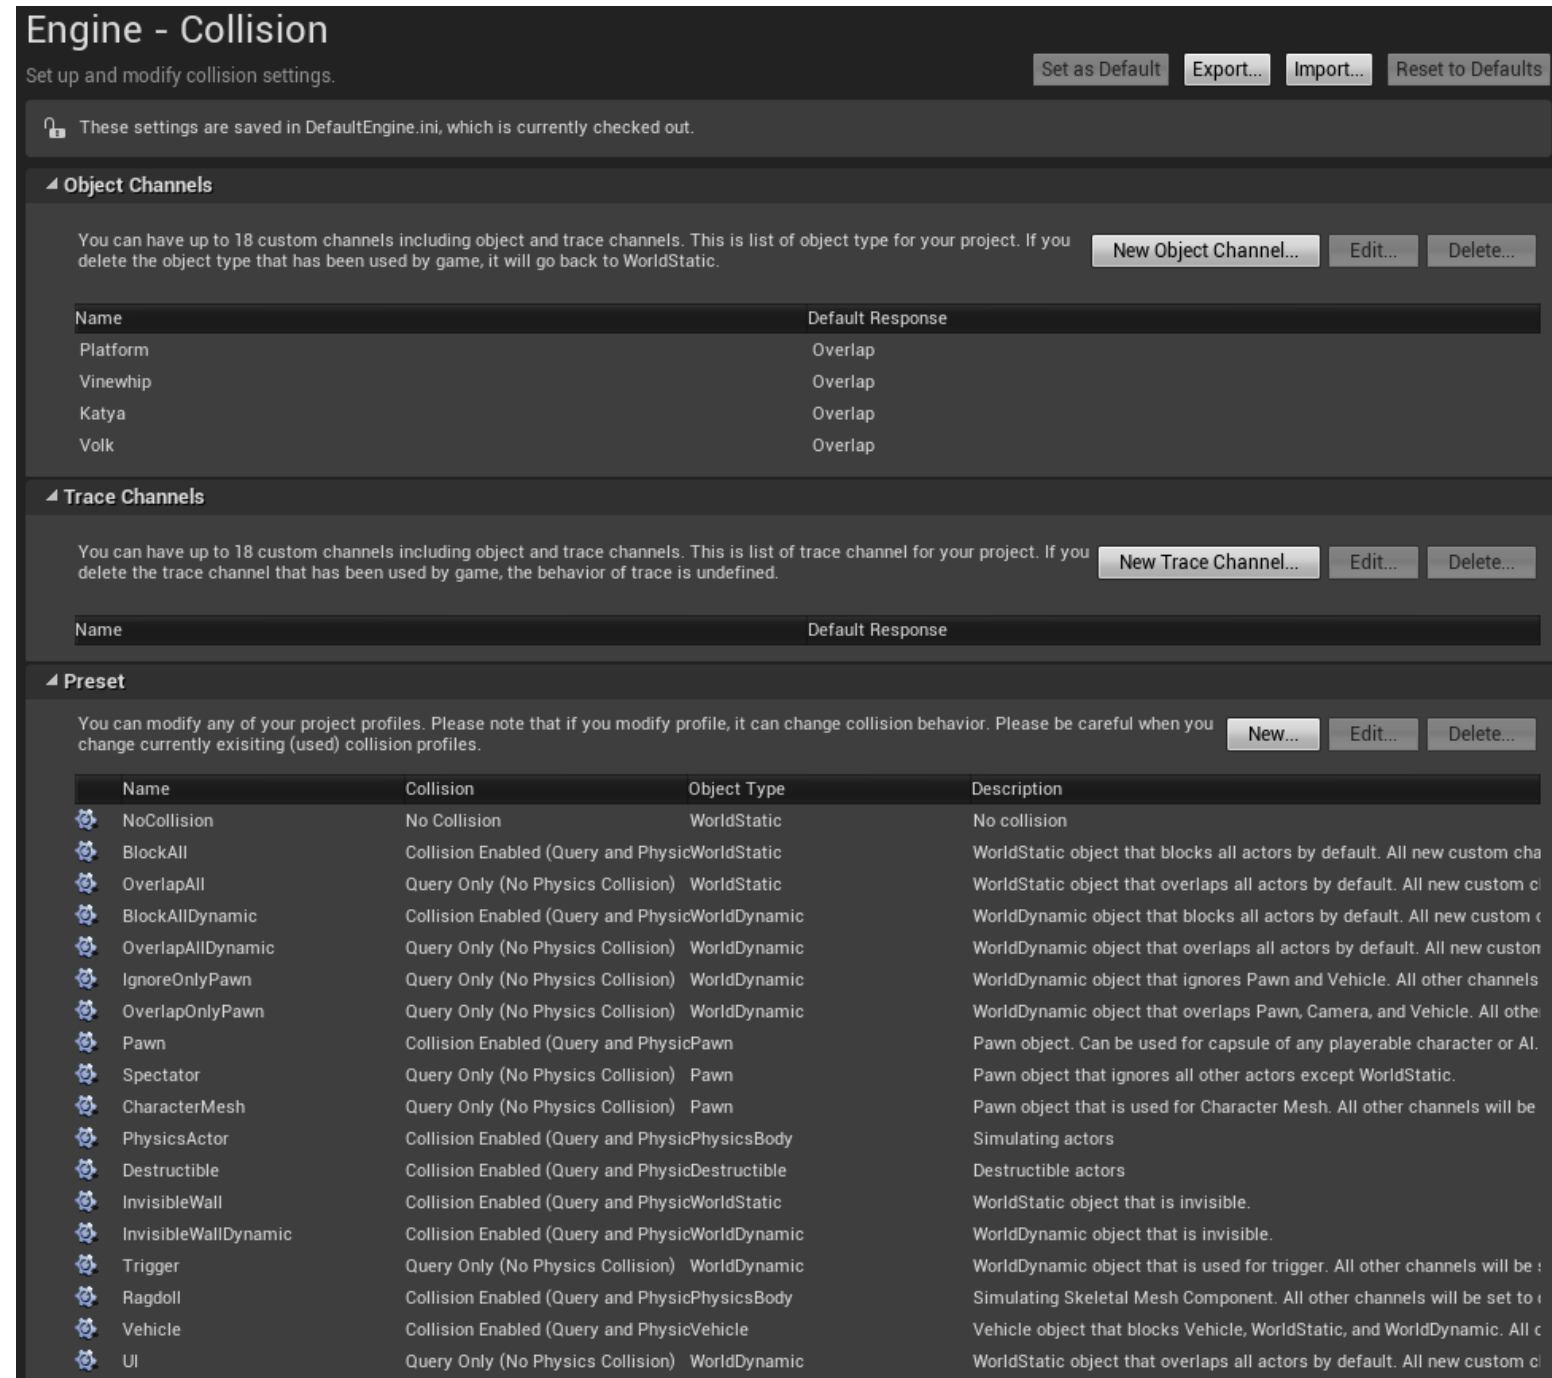 Engine - Collision
Set up and modify collision settings.
Set as Default Export... Import... Reset to Defaults
These settings are saved in DefaultEngine.ini, which is currently checked out.
Object Channels
You can have up to 18 custom channels including object and trace channels. This is list of object type for your project. If you
delete the object type that has been used by game, it will go back to WorldStatic.
New Object Channel... Edit... Delete...
Name Default Response
Platform Overlap
Vinewhip Overlap
Katya Overlap
Volk Overlap
Trace Channels
You can have up to 18 custom channels including object and trace channels. This is list of trace channel for your project. If you
delete the trace channel that has been used by game, the behavior of trace is undefined.
New Trace Channel... Edit... Delete...
Name Default Response
Preset
You can modify any of your project profiles. Please note that if you modify profile, it can change collision behavior. Please be careful when you
change currently exisiting (used) collision profiles.
New... Edit... Delete...
Name Collision Object Type Description
NoCollision No Collision WorldStatic No collision
BlockAll Collision Enabled (Query and Physic WorldStatic WorldStatic object that blocks all actors by default. All new custom cha
OverlapAll Query Only (No Physics Collision) WorldStatic WorldStatic object that overlaps all actors by default. All new custom c
BlockAllDynamic Collision Enabled (Query and Physic WorldDynamic WorldDynamic object that blocks all actors by default. All new custom c
OverlapAllDynamic Query Only (No Physics Collision) WorldDynamic WorldDynamic object that overlaps all actors by default. All new custom
IgnoreOnlyPawn Query Only (No Physics Collision) WorldDynamic WorldDynamic object that ignores Pawn and Vehicle. All other channels
OverlapOnlyPawn Query Only (No Physics Collision) WorldDynamic WorldDynamic object that overlaps Pawn, Camera, and Vehicle. All othe
Pawn Collision Enabled (Query and Physic Pawn Pawn object. Can be used for capsule of any playerable character or AI.
Spectator Query Only (No Physics Collision) Pawn Pawn object that ignores all other actors except WorldStatic.
CharacterMesh Query Only (No Physics Collision) Pawn Pawn object that is used for Character Mesh. All other channels will be
PhysicsActor Collision Enabled (Query and Physic PhysicsBody Simulating actors
Destructible Collision Enabled (Query and Physic Destructible Destructible actors
InvisibleWall Collision Enabled (Query and Physic WorldStatic WorldStatic object that is invisible.
InvisibleWallDynamic Collision Enabled (Query and Physic WorldDynamic WorldDynamic object that is invisible.
Trigger Query Only (No Physics Collision) WorldDynamic WorldDynamic object that is used for trigger. All other channels will be
Ragdoll Collision Enabled (Query and Physic PhysicsBody Simulating Skeletal Mesh Component. All other channels will be set to
Vehicle Collision Enabled (Query and Physic Vehicle Vehicle object that blocks Vehicle, WorldStatic, and WorldDynamic. All
UI Query Only (No Physics Collision) WorldDynamic WorldStatic object that overlaps all actors by default. All new custom c